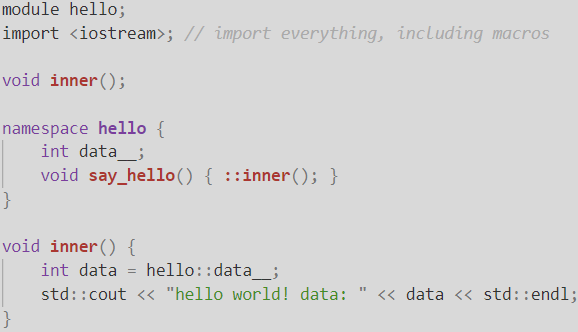 module hello;
import <iostream>; // import everything, including macros
void inner();
namespace hello {
int data__;
void say_hello() { ::inner(); }
}
void inner() {
int data = hello::data__;
std::cout << "hello world! data: " << data << std::endl;
}